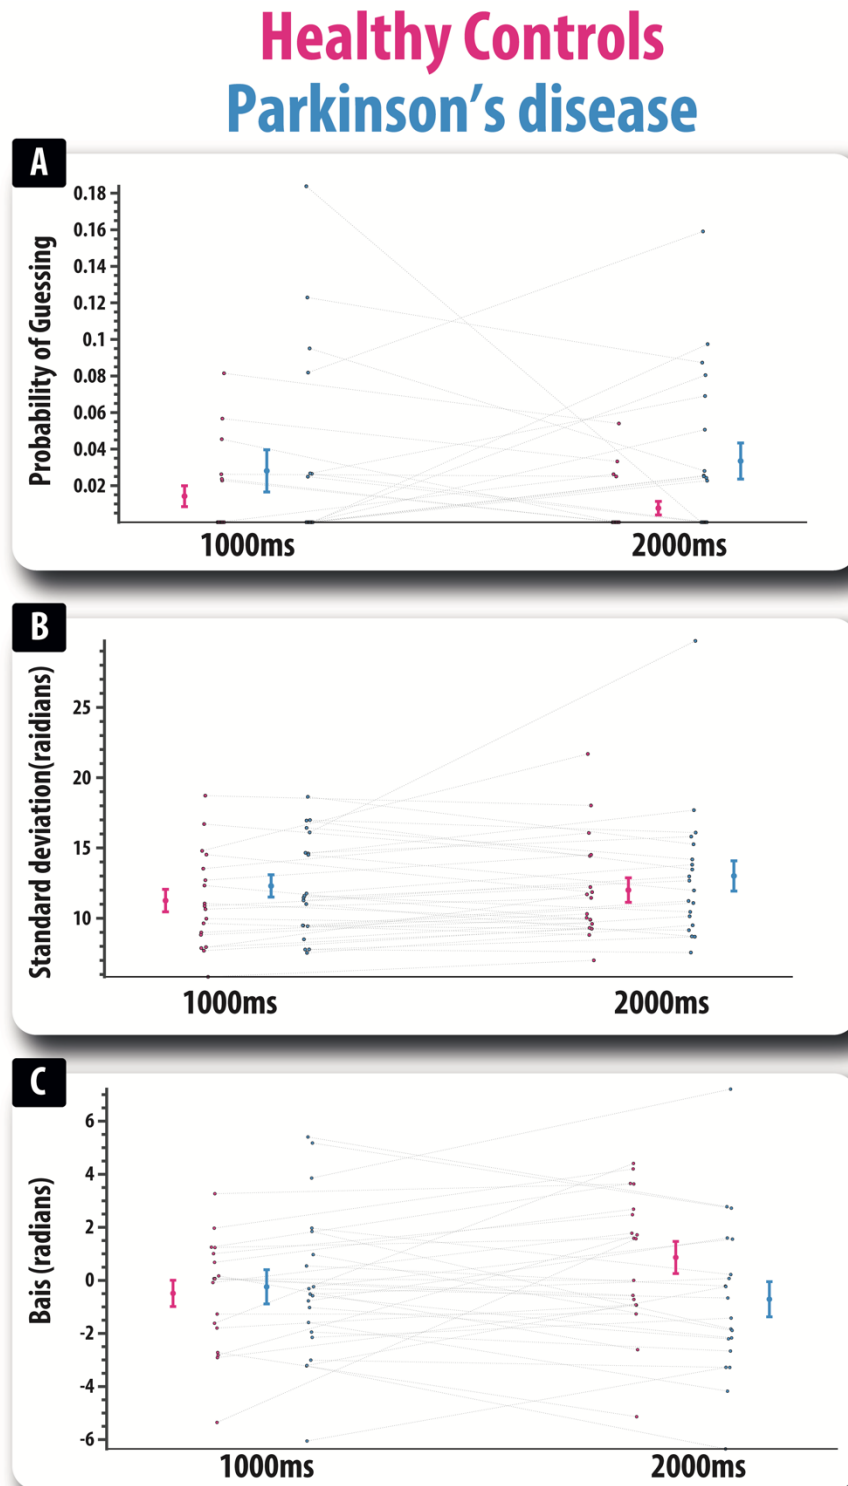 Healthy Controls
Parkinson's disease
A
Probability of Guessing
0.18
0.16
0.14
0.12
0.1
0.08
0.06
0.04
0.02
1000ms
2000ms
B
Standard deviation(raidians)
25
20
15
10
1000ms
2000ms
C
Bais (radians)
6
4
2
0
-2
-4
-6
1000ms
2000ms